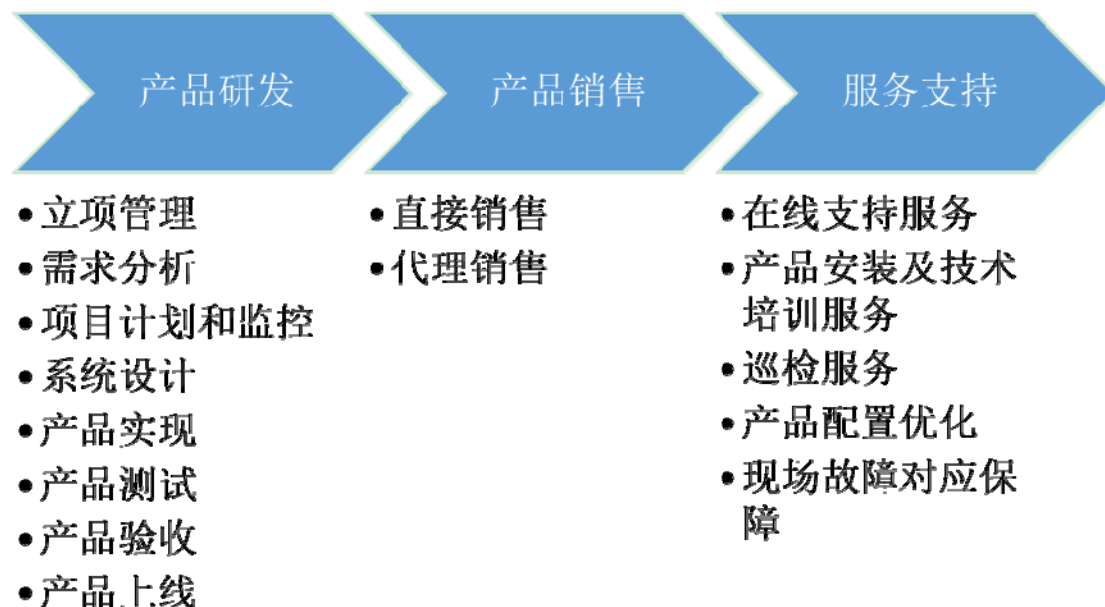 产品研发
•立项管理
•需求分析
•项目计划和监控
•系统设计
•产品实现
•产品测试
•产品验收
•产品上线
产品销售
•直接销售
•代理销售
服务支持
•在线支持服务
•产品安装及技术
培训服务
•巡检服务
•产品配置优化
•现场故障对应保
障